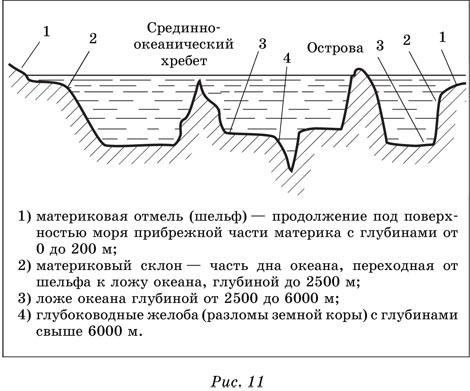 1
2
Срединно-
океанический
хребет
3
4
Острова
3
2
1
1) материковая отмель (шельф) — продолжение под поверх-
ностью моря прибрежной части материка с глубинами от
0 до 200 м;
2) материковый склон — часть дна океана, переходная от
шельфа к ложу океана, глубиной до 2500 м;
3) ложе океана глубиной от 2500 до 6000 м;
4) глубоководные желоба (разломы земной коры) с глубинами
свыше 6000 м.
Рис. 11